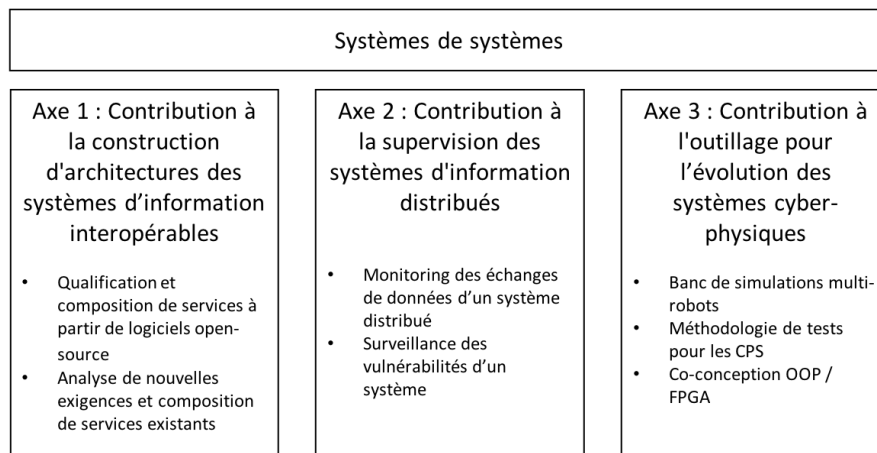 Systèmes de systèmes
Axe 1 : Contribution à
la construction
d'architectures des
systèmes d’information
interopérables
• Qualification et
composition de services à
partir de logiciels open-
source
• Analyse de nouvelles
exigences et composition
de services existants
Axe 2 : Contribution à
la supervision des
systèmes d'information
distribués
• Monitoring des échanges
de données d’un système
distribué
• Surveillance des
vulnérabilités d’un
système
Axe 3 : Contribution à
l'outillage pour
l’évolution des
systèmes cyber-
physiques
• Banc de simulations multi-
robots
• Méthodologie de tests
pour les CPS
• Co-conception OOP /
FPGA